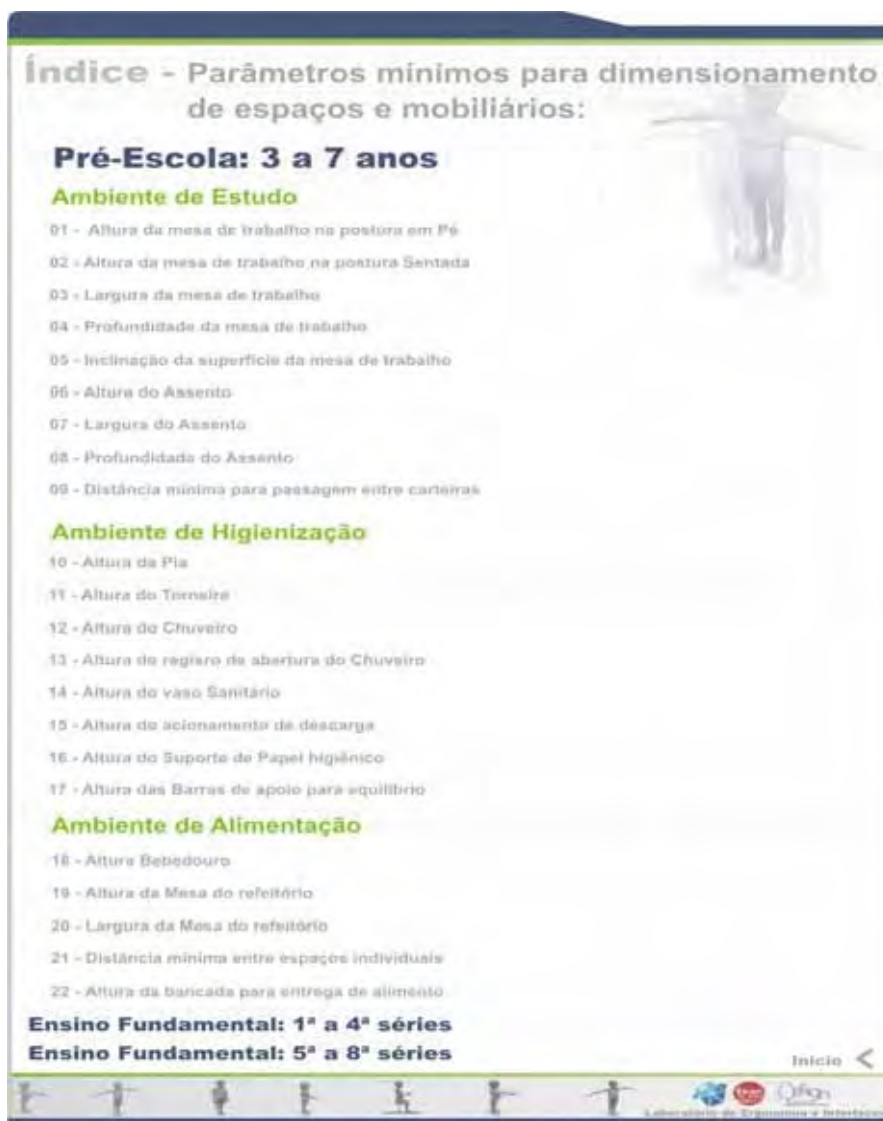 Índice - Parâmetros mínimos para dimensionamento
de espaços e mobiliários:
Pré-Escola: 3 a 7 anos
Ambiente de Estudo
01 - Altura da mesa de trabalho na postura em Pé
02 - Altura da mesa de trabalho na postura Sentada
03 - Largura da mesa de trabalho
04 - Profundidade da mesa de trabalho
05 - Inclinação da superfície da mesa de trabalho
06 - Altura do Assento
07 - Largura do Assento
08 - Profundidade do Assento
09 - Distância mínima para passagem entre carteiras
Ambiente de Higienização
10 - Altura da Pia
11 - Altura do Torneira
12 - Altura do Chuveiro
13 - Altura do regisro de abertura do Chuveiro
14 - Altura do vaso Sanitário
15 - Altura do acionamento de descarga
16 - Altura do Suporte de Papel higiênico
17 - Altura das Barras de apoio para equilíbrio
Ambiente de Alimentação
18 - Altura Bebedouro
19 - Altura da Mesa do refeitório
20 - Largura da Mesa do refeitório
21 - Distância mínima entre espaços individuais
22 - Altura da bancada para entrega de alimento
Ensino Fundamental: 1ª a 4ª séries
Ensino Fundamental: 5ª a 8ª séries
Início <
Laboratório de Ergonomia e Interfaces